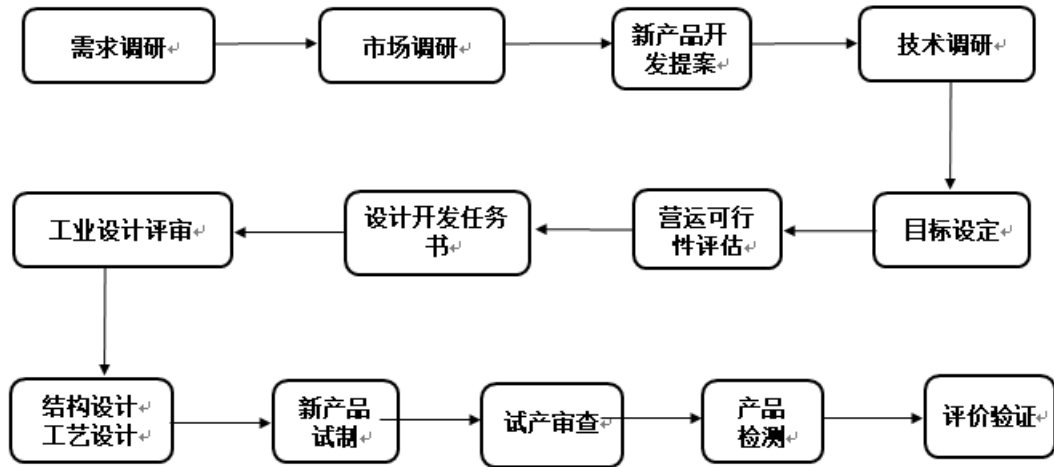 需求调研
市场调研
新产品开
发提案
技术调研
目标设定
营运可行
性评估
设计开发任务
书
工业设计评审
结构设计
工艺设计
新产品
试制
试产审查
产品
检测
评价验证